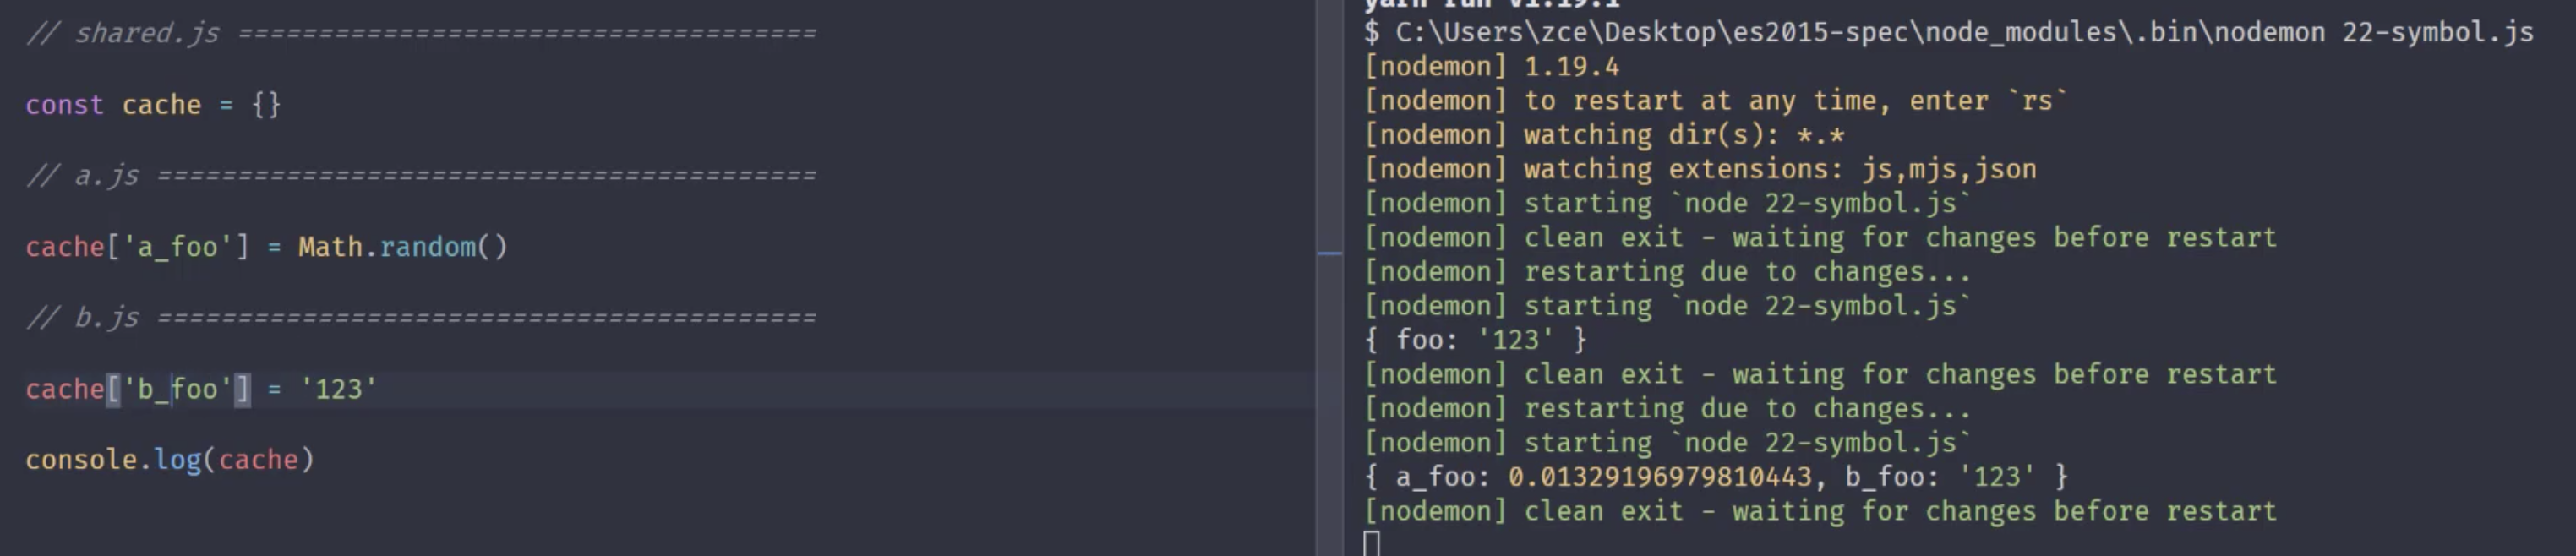 // shared.js ====================================
const cache = {}
// a.js =========================================
cache['a_foo'] = Math.random()
// b.js =========================================
cache['b_foo'] = '123'
console.log(cache)
yarn run v1.19.1
$ C:\Users\zce\Desktop\es2015-spec\node_modules\.bin\nodemon 22-symbol.js
[nodemon] 1.19.4
[nodemon] to restart at any time, enter `rs`
[nodemon] watching dir(s): *.*
[nodemon] watching extensions: js,mjs,json
[nodemon] starting `node 22-symbol.js`
[nodemon] clean exit - waiting for changes before restart
[nodemon] restarting due to changes...
[nodemon] starting `node 22-symbol.js`
{ foo: '123' }
[nodemon] clean exit - waiting for changes before restart
[nodemon] restarting due to changes...
[nodemon] starting `node 22-symbol.js`
{ a_foo: 0.01329196979810443, b_foo: '123' }
[nodemon] clean exit - waiting for changes before restart